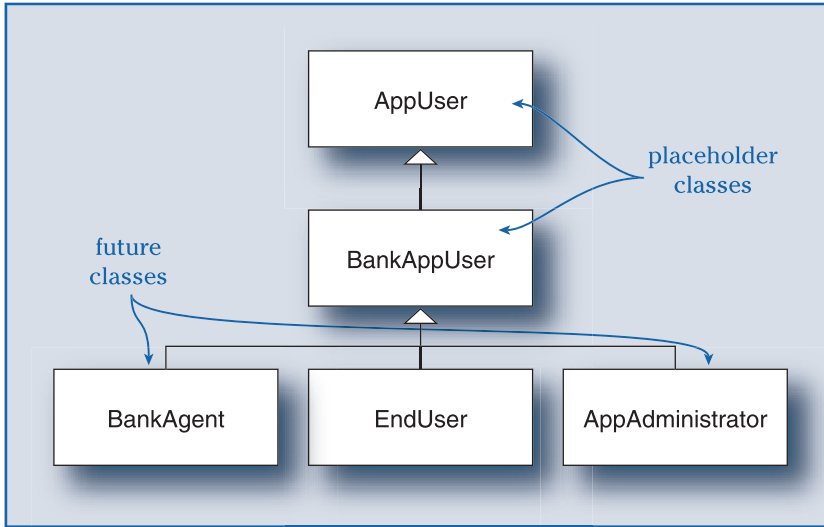 AppUser
placeholder
classes
BankAppUser
future
classes
BankAgent
EndUser
AppAdministrator